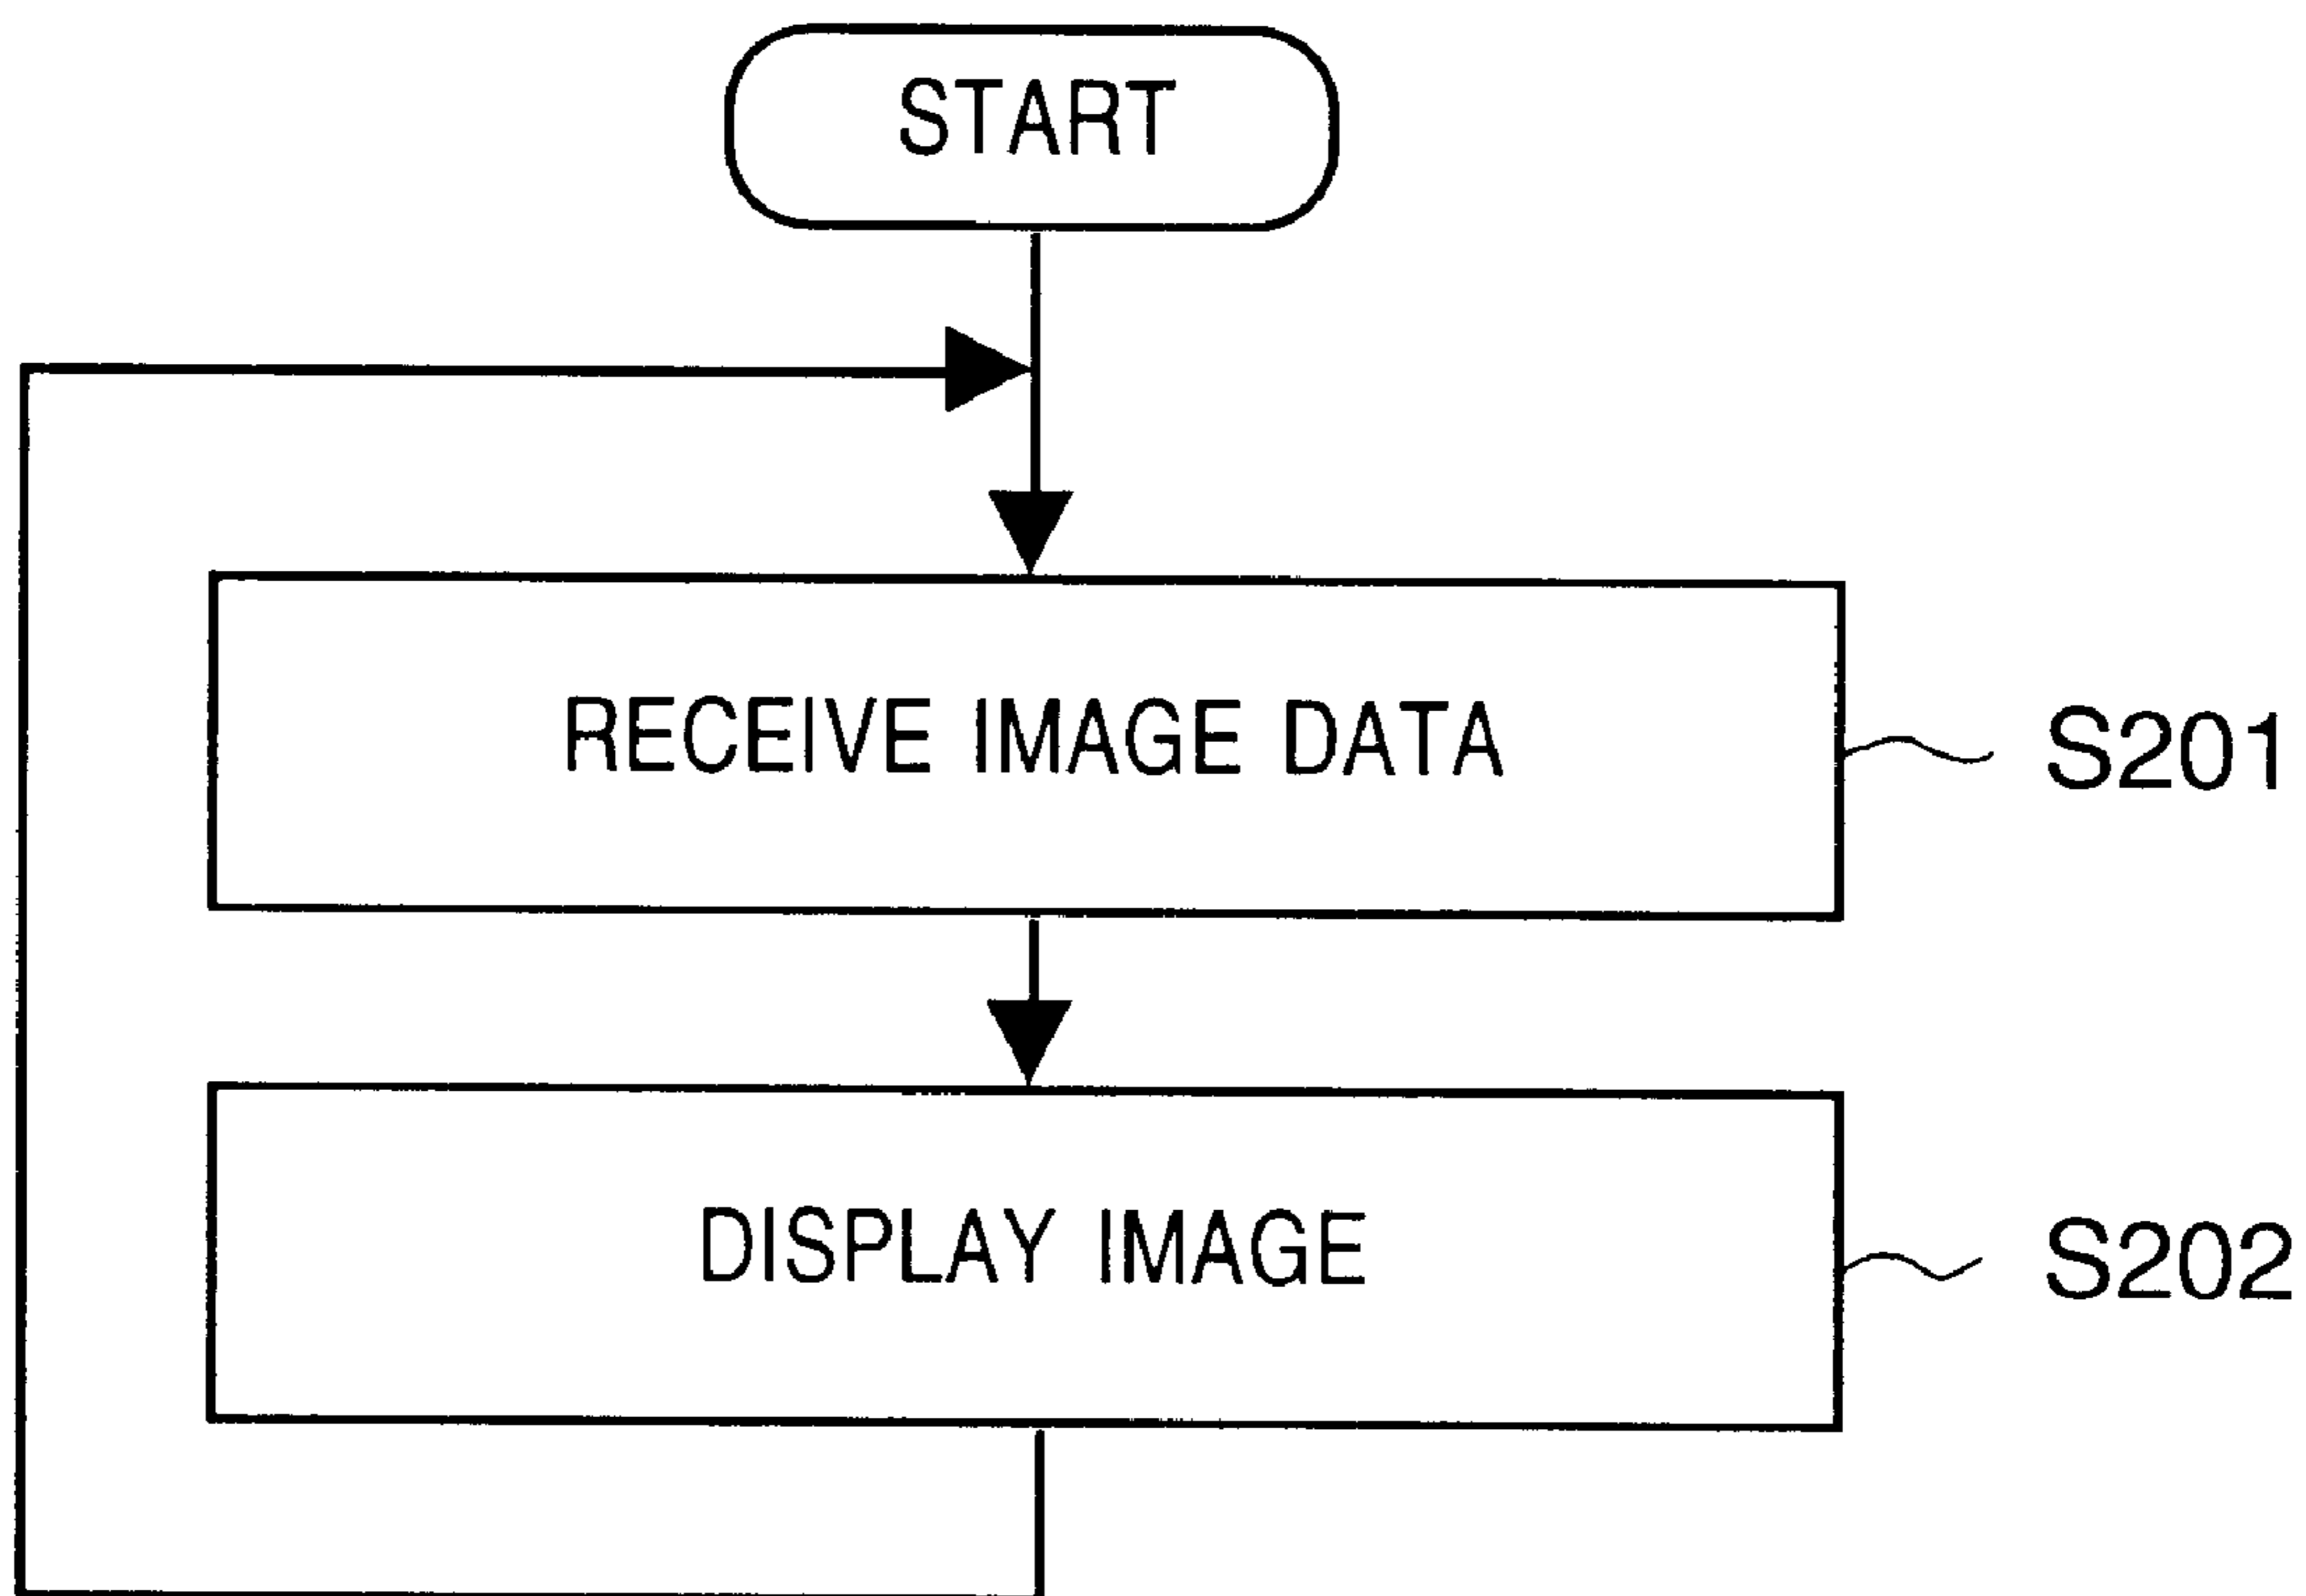 START
RECEIVE IMAGE DATA
S201
DISPLAY IMAGE
S202